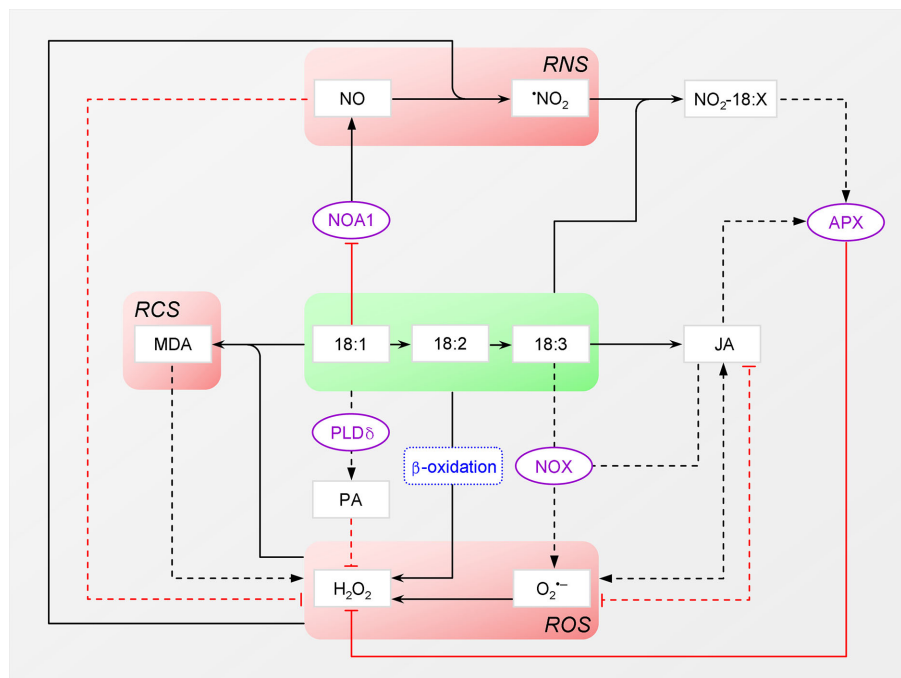 RNS
NO
•NO₂
NO₂-18:X
NOA1
APX
RCS
MDA
18:1
18:2
18:3
JA
PLDδ
β-oxidation
NOX
PA
H₂O₂
O₂•–
ROS